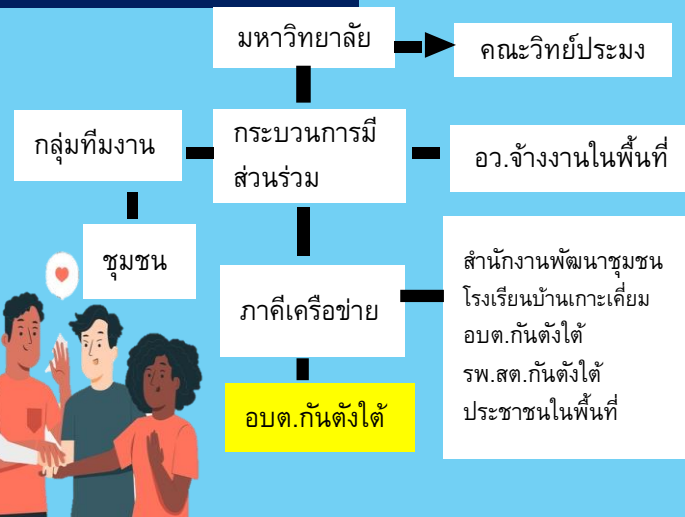 มหาวิทยาลัย
คณะวิทย์ประมง
กลุ่มทีมงาน
กระบวนการมี
ส่วนร่วม
อว.จ้างงานในพื้นที่
ชุมชน
ภาคีเครือข่าย
สำนักงานพัฒนาชุมชน
โรงเรียนบ้านเกาะเคี่ยม
อบต.กันตังใต้
รพ.สต.กันตังใต้
ประชาชนในพื้นที่
อบต.กันตังใต้